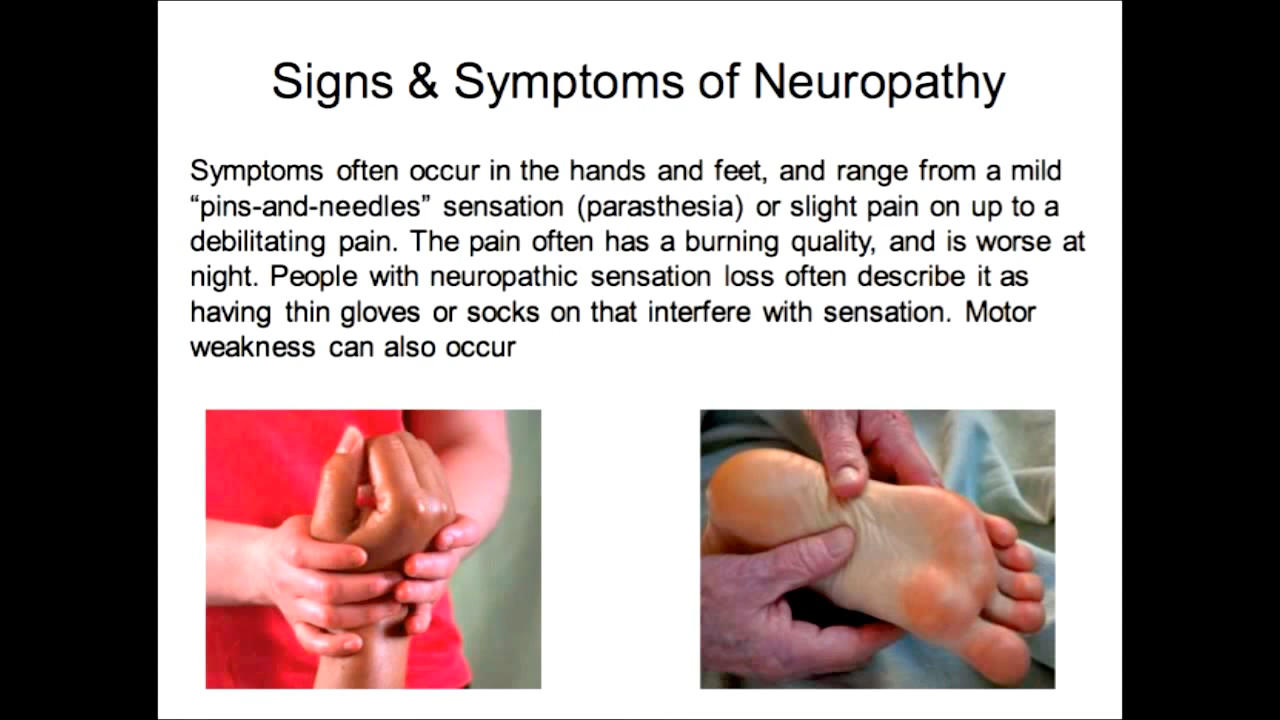 Signs & Symptoms of Neuropathy
Symptoms often occur in the hands and feet, and range from a mild
“pins-and-needles” sensation (parasthesia) or slight pain on up to a
debilitating pain. The pain often has a burning quality, and is worse at
night. People with neuropathic sensation loss often describe it as
having thin gloves or socks on that interfere with sensation. Motor
weakness can also occur